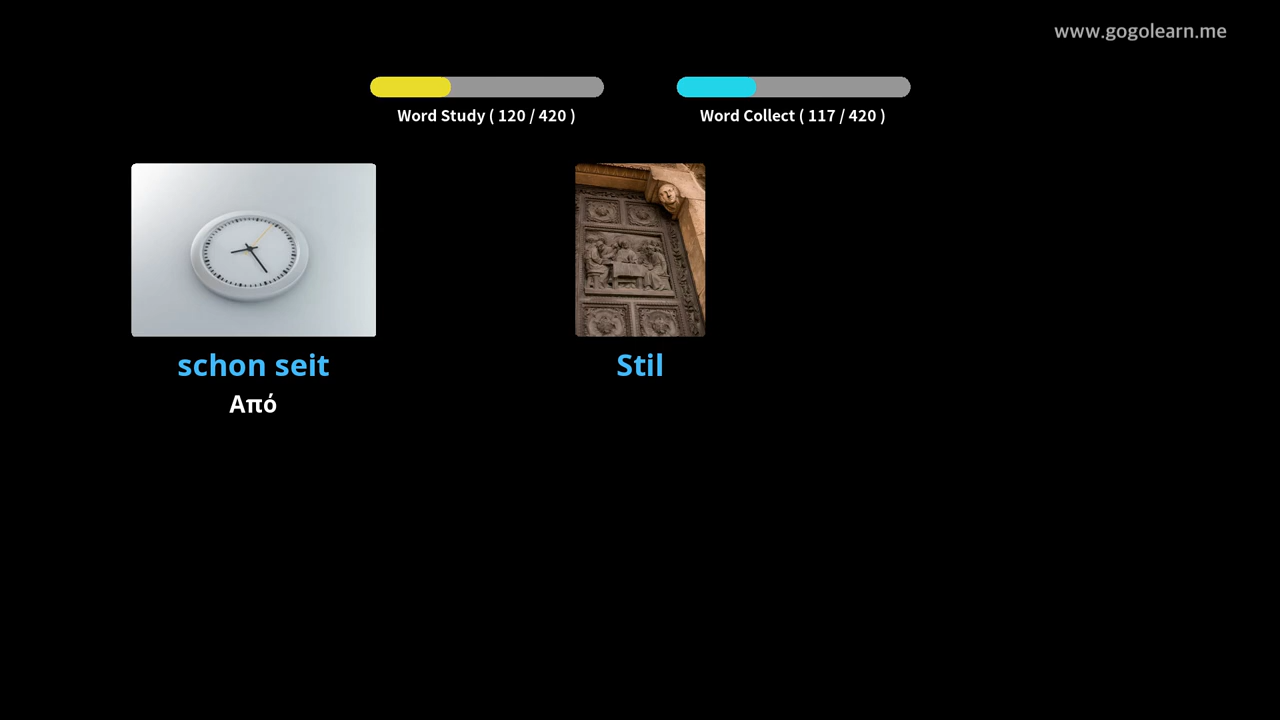 www.gogolearn.me
Word Study ( 120 / 420 )
Word Collect ( 117 / 420 )
schon seit
Από
Stil